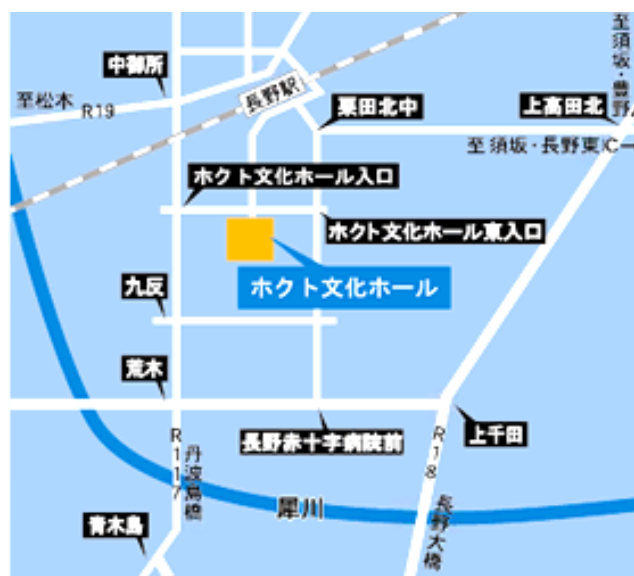 至須坂・豊野
中御所
長野駅
至松本
R19
栗田北中
上高田北
至須坂・長野東IC
ホクト文化ホール入口
ホクト文化ホール東入口
ホクト文化ホール
九反
荒木
長野赤十字病院前
上千田
R117
丹波島橋
R18
長野大橋
犀川
青木島